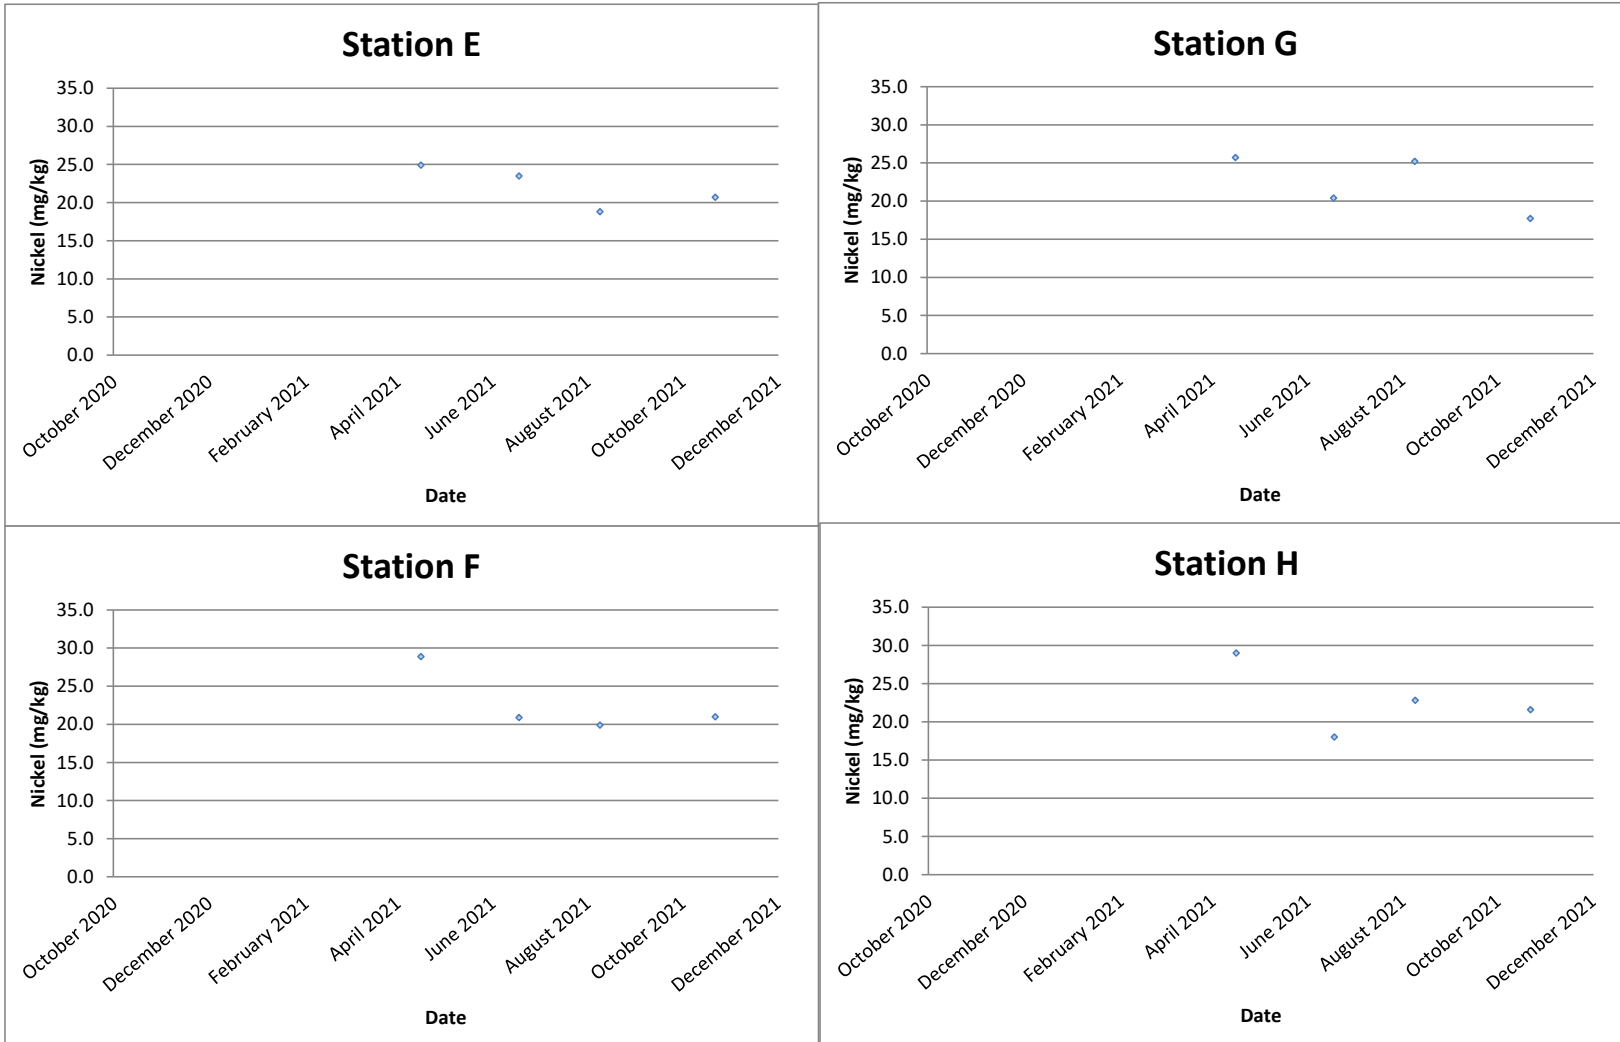 Station E
35.0
30.0
25.0
20.0
15.0
10.0
5.0
0.0
Nickel (mg/kg)
October 2020
December 2020
February 2021
April 2021
June 2021
August 2021
October 2021
December 2021
Date
Station G
35.0
30.0
25.0
20.0
15.0
10.0
5.0
0.0
Nickel (mg/kg)
October 2020
December 2020
February 2021
April 2021
June 2021
August 2021
October 2021
December 2021
Date
Station F
35.0
30.0
25.0
20.0
15.0
10.0
5.0
0.0
Nickel (mg/kg)
October 2020
December 2020
February 2021
April 2021
June 2021
August 2021
October 2021
December 2021
Date
Station H
35.0
30.0
25.0
20.0
15.0
10.0
5.0
0.0
Nickel (mg/kg)
October 2020
December 2020
February 2021
April 2021
June 2021
August 2021
October 2021
December 2021
Date